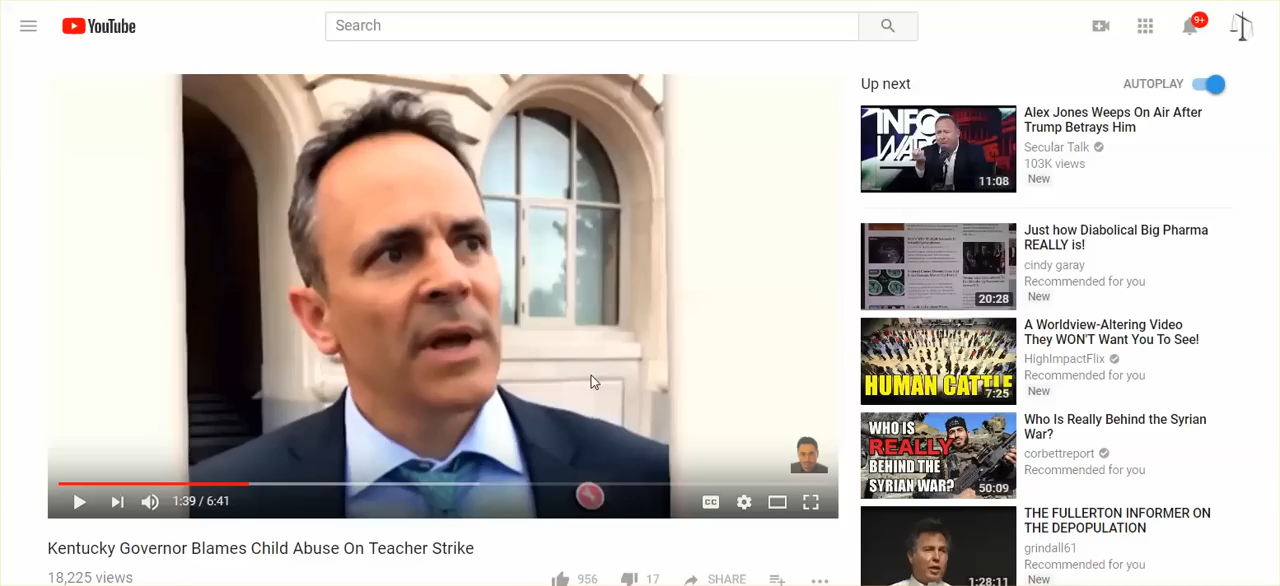 YouTube
Search
9+
Up next
AUTOPLAY
INFO
WAR
11:08
Alex Jones Weeps On Air After
Trump Betrays Him
Secular Talk
103K views
New
20:28
Just how Diabolical Big Pharma
REALLY is!
cindy garay
Recommended for you
New
HUMAN CATTLE
7:25
A Worldview-Altering Video
They WON'T Want You To See!
HighImpactFlix
Recommended for you
New
WHO IS
REALLY
BEHIND THE
SYRIAN WAR?
50:09
Who Is Really Behind the Syrian
War?
corbettreport
Recommended for you
1:28:11
THE FULLERTON INFORMER ON
THE DEPOPULATION
grindall61
Recommended for you
New
1:39 / 6:41
CC
Kentucky Governor Blames Child Abuse On Teacher Strike
18,225 views
956
17
SHARE